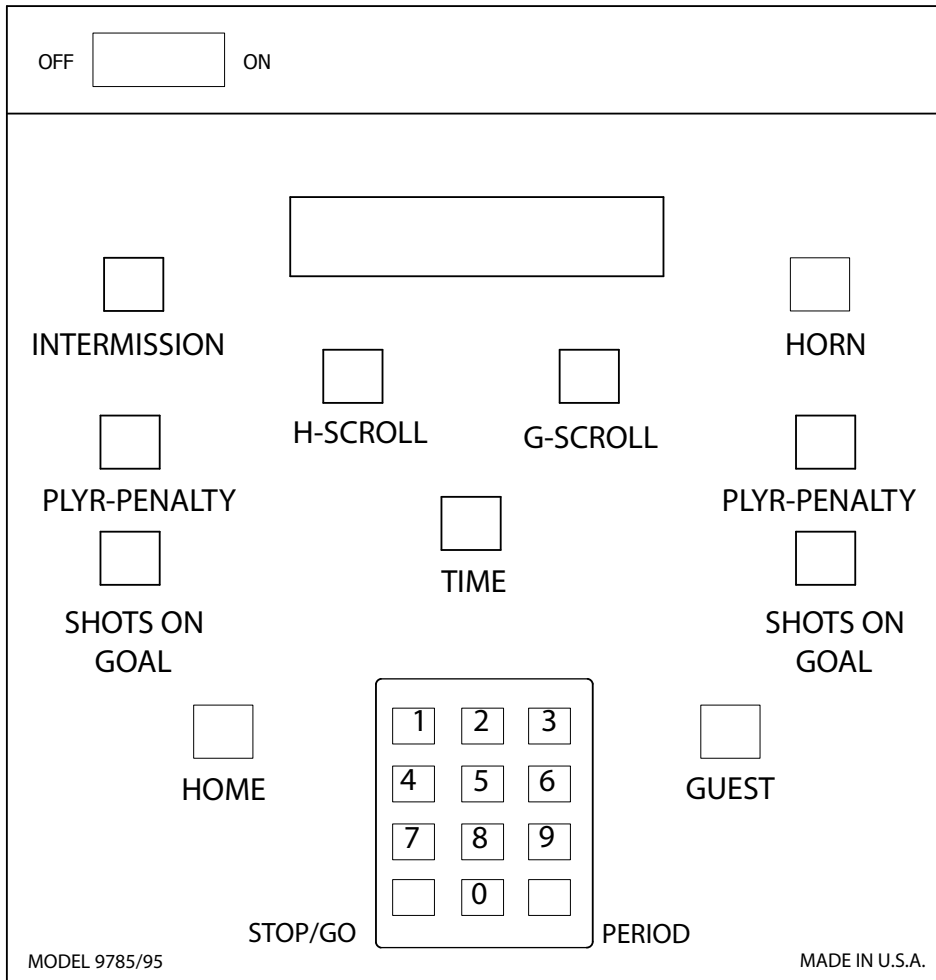 OFF ON
INTERMISSION
HORN
H-SCROLL
G-SCROLL
PLYR-PENALTY
PLYR-PENALTY
TIME
SHOTS ON
GOAL
SHOTS ON
GOAL
1 2 3
HOME
4 5 6
GUEST
7 8 9
0
STOP/GO
PERIOD
MODEL 9785/95
MADE IN U.S.A.